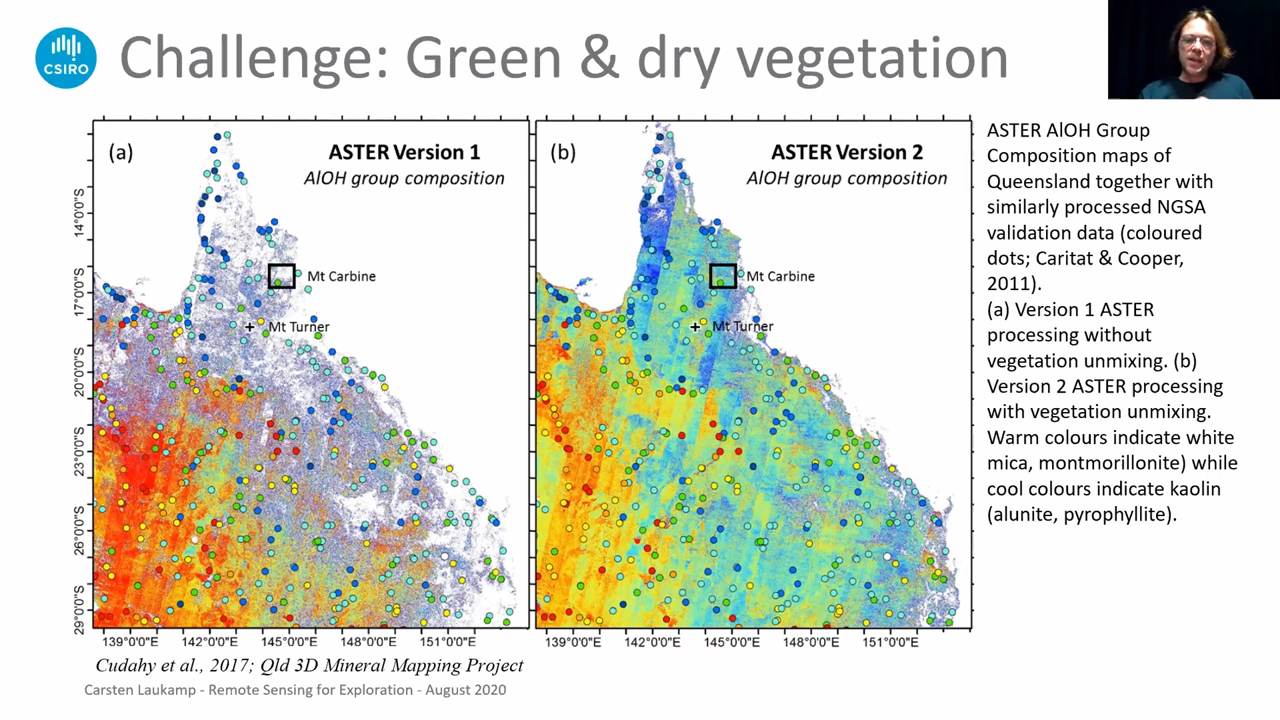 CSIRO
Challenge: Green & dry vegetation
(a)
ASTER Version 1
AlOH group composition
14°0'0"S
17°0'0"S
20°0'0"S
23°0'0"S
26°0'0"S
29°0'0"S
Mt Carbine
Mt Turner
139°0'0"E
142°0'0"E
145°0'0"E
148°0'0"E
151°0'0"E
(b)
ASTER Version 2
AlOH group composition
Mt Carbine
Mt Turner
139°0'0"E
142°0'0"E
145°0'0"E
148°0'0"E
151°0'0"E
ASTER AlOH Group
Composition maps of
Queensland together with
similarly processed NGSA
validation data (coloured
dots; Caritat & Cooper,
2011).
(a) Version 1 ASTER
processing without
vegetation unmixing. (b)
Version 2 ASTER processing
with vegetation unmixing.
Warm colours indicate white
mica, montmorillonite) while
cool colours indicate kaolin
(alunite, pyrophyllite).
Cudahy et al., 2017; Qld 3D Mineral Mapping Project
Carsten Laukamp - Remote Sensing for Exploration - August 2020